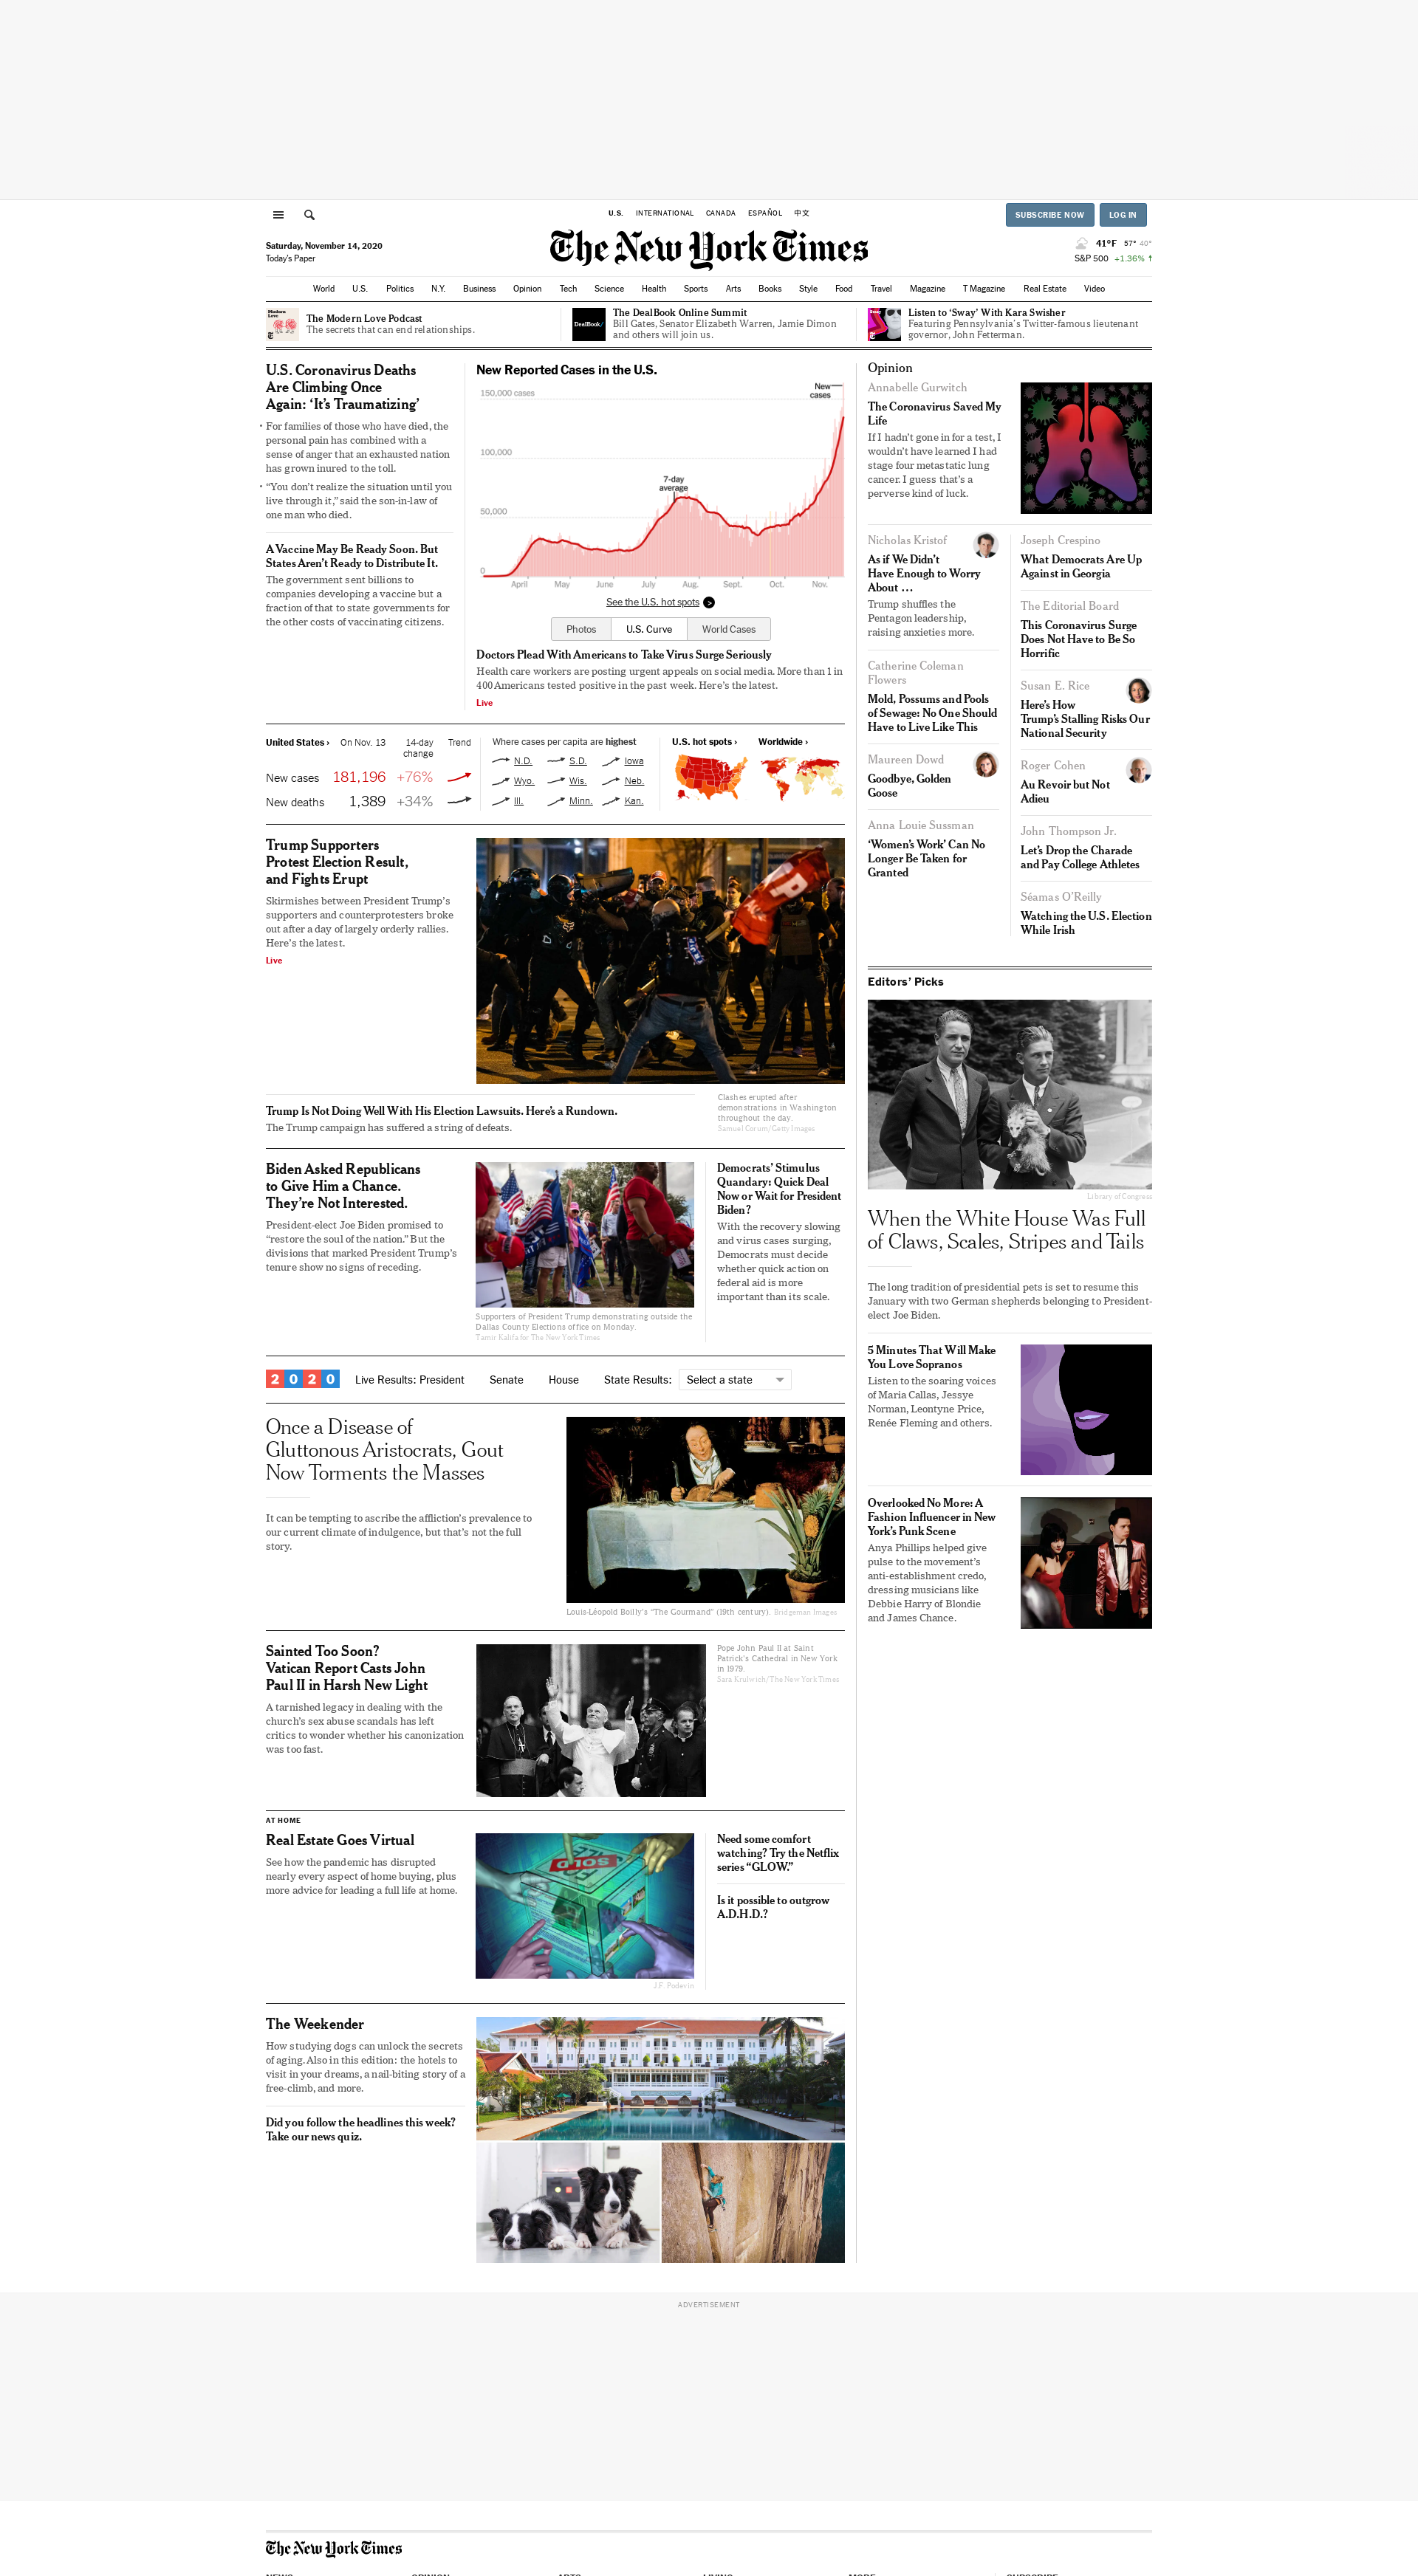 U.S. INTERNATIONAL CANADA ESPAÑOL 中文
SUBSCRIBE NOW LOG IN
Saturday, November 14, 2020
Today's Paper
The New York Times
41°F 57° 40°
S&P 500 +1.36% ↑
World U.S. Politics N.Y. Business Opinion Tech Science Health Sports Arts Books Style Food Travel Magazine T Magazine Real Estate Video
Modern Love
The Modern Love Podcast
The secrets that can end relationships.
DealBook/
The DealBook Online Summit
Bill Gates, Senator Elizabeth Warren, Jamie Dimon
and others will join us.
Sway
Listen to ‘Sway’ With Kara Swisher
Featuring Pennsylvania’s Twitter-famous lieutenant
governor, John Fetterman.
U.S. Coronavirus Deaths
Are Climbing Once
Again: ‘It’s Traumatizing’
• For families of those who have died, the
personal pain has combined with a
sense of anger that an exhausted nation
has grown inured to the toll.
• “You don’t realize the situation until you
live through it,” said the son-in-law of
one man who died.
A Vaccine May Be Ready Soon. But
States Aren’t Ready to Distribute It.
The government sent billions to
companies developing a vaccine but a
fraction of that to state governments for
the other costs of vaccinating citizens.
New Reported Cases in the U.S.
150,000 cases
New
cases
100,000
7-day
average
50,000
0
April May June July Aug. Sept. Oct. Nov.
See the U.S. hot spots >
Photos U.S. Curve World Cases
Doctors Plead With Americans to Take Virus Surge Seriously
Health care workers are posting urgent appeals on social media. More than 1 in
400 Americans tested positive in the past week. Here’s the latest.
Live
United States › On Nov. 13 14-day
change Trend
New cases 181,196 +76%
New deaths 1,389 +34%
Where cases per capita are highest
N.D. S.D. Iowa
Wyo. Wis. Neb.
Ill. Minn. Kan.
U.S. hot spots › Worldwide ›
Trump Supporters
Protest Election Result,
and Fights Erupt
Skirmishes between President Trump’s
supporters and counterprotesters broke
out after a day of largely orderly rallies.
Here’s the latest.
Live
Clashes erupted after
demonstrations in Washington
throughout the day.
Samuel Corum/Getty Images
Trump Is Not Doing Well With His Election Lawsuits. Here’s a Rundown.
The Trump campaign has suffered a string of defeats.
Biden Asked Republicans
to Give Him a Chance.
They’re Not Interested.
President-elect Joe Biden promised to
“restore the soul of the nation.” But the
divisions that marked President Trump’s
tenure show no signs of receding.
Supporters of President Trump demonstrating outside the
Dallas County Elections office on Monday.
Tamir Kalifa for The New York Times
Democrats’ Stimulus
Quandary: Quick Deal
Now or Wait for President
Biden?
With the recovery slowing
and virus cases surging,
Democrats must decide
whether quick action on
federal aid is more
important than its scale.
2020 Live Results: President Senate House State Results: Select a state
Once a Disease of
Gluttonous Aristocrats, Gout
Now Torments the Masses
It can be tempting to ascribe the affliction’s prevalence to
our current climate of indulgence, but that’s not the full
story.
Louis-Léopold Boilly’s “The Gourmand” (19th century). Bridgeman Images
Sainted Too Soon?
Vatican Report Casts John
Paul II in Harsh New Light
A tarnished legacy in dealing with the
church’s sex abuse scandals has left
critics to wonder whether his canonization
was too fast.
Pope John Paul II at Saint
Patrick’s Cathedral in New York
in 1979.
Sara Krulwich/The New York Times
AT HOME
Real Estate Goes Virtual
See how the pandemic has disrupted
nearly every aspect of home buying, plus
more advice for leading a full life at home.
SOLD
J.F. Podevin
Need some comfort
watching? Try the Netflix
series “GLOW.”
Is it possible to outgrow
A.D.H.D.?
The Weekender
How studying dogs can unlock the secrets
of aging. Also in this edition: the hotels to
visit in your dreams, a nail-biting story of a
free-climb, and more.
Did you follow the headlines this week?
Take our news quiz.
Opinion
Annabelle Gurwitch
The Coronavirus Saved My
Life
If I hadn’t gone in for a test, I
wouldn’t have learned I had
stage four metastatic lung
cancer. I guess that’s a
perverse kind of luck.
Nicholas Kristof
As if We Didn’t
Have Enough to Worry
About …
Trump shuffles the
Pentagon leadership,
raising anxieties more.
Catherine Coleman
Flowers
Mold, Possums and Pools
of Sewage: No One Should
Have to Live Like This
Maureen Dowd
Goodbye, Golden
Goose
Anna Louie Sussman
‘Women’s Work’ Can No
Longer Be Taken for
Granted
Joseph Crespino
What Democrats Are Up
Against in Georgia
The Editorial Board
This Coronavirus Surge
Does Not Have to Be So
Horrific
Susan E. Rice
Here’s How
Trump’s Stalling Risks Our
National Security
Roger Cohen
Au Revoir but Not
Adieu
John Thompson Jr.
Let’s Drop the Charade
and Pay College Athletes
Séamas O’Reilly
Watching the U.S. Election
While Irish
Editors’ Picks
Library of Congress
When the White House Was Full
of Claws, Scales, Stripes and Tails
The long tradition of presidential pets is set to resume this
January with two German shepherds belonging to President-
elect Joe Biden.
5 Minutes That Will Make
You Love Sopranos
Listen to the soaring voices
of Maria Callas, Jessye
Norman, Leontyne Price,
Renée Fleming and others.
Overlooked No More: A
Fashion Influencer in New
York’s Punk Scene
Anya Phillips helped give
pulse to the movement’s
anti-establishment credo,
dressing musicians like
Debbie Harry of Blondie
and James Chance.
ADVERTISEMENT
The New York Times
NEWS OPINION ARTS LIVING MORE SUBSCRIBE